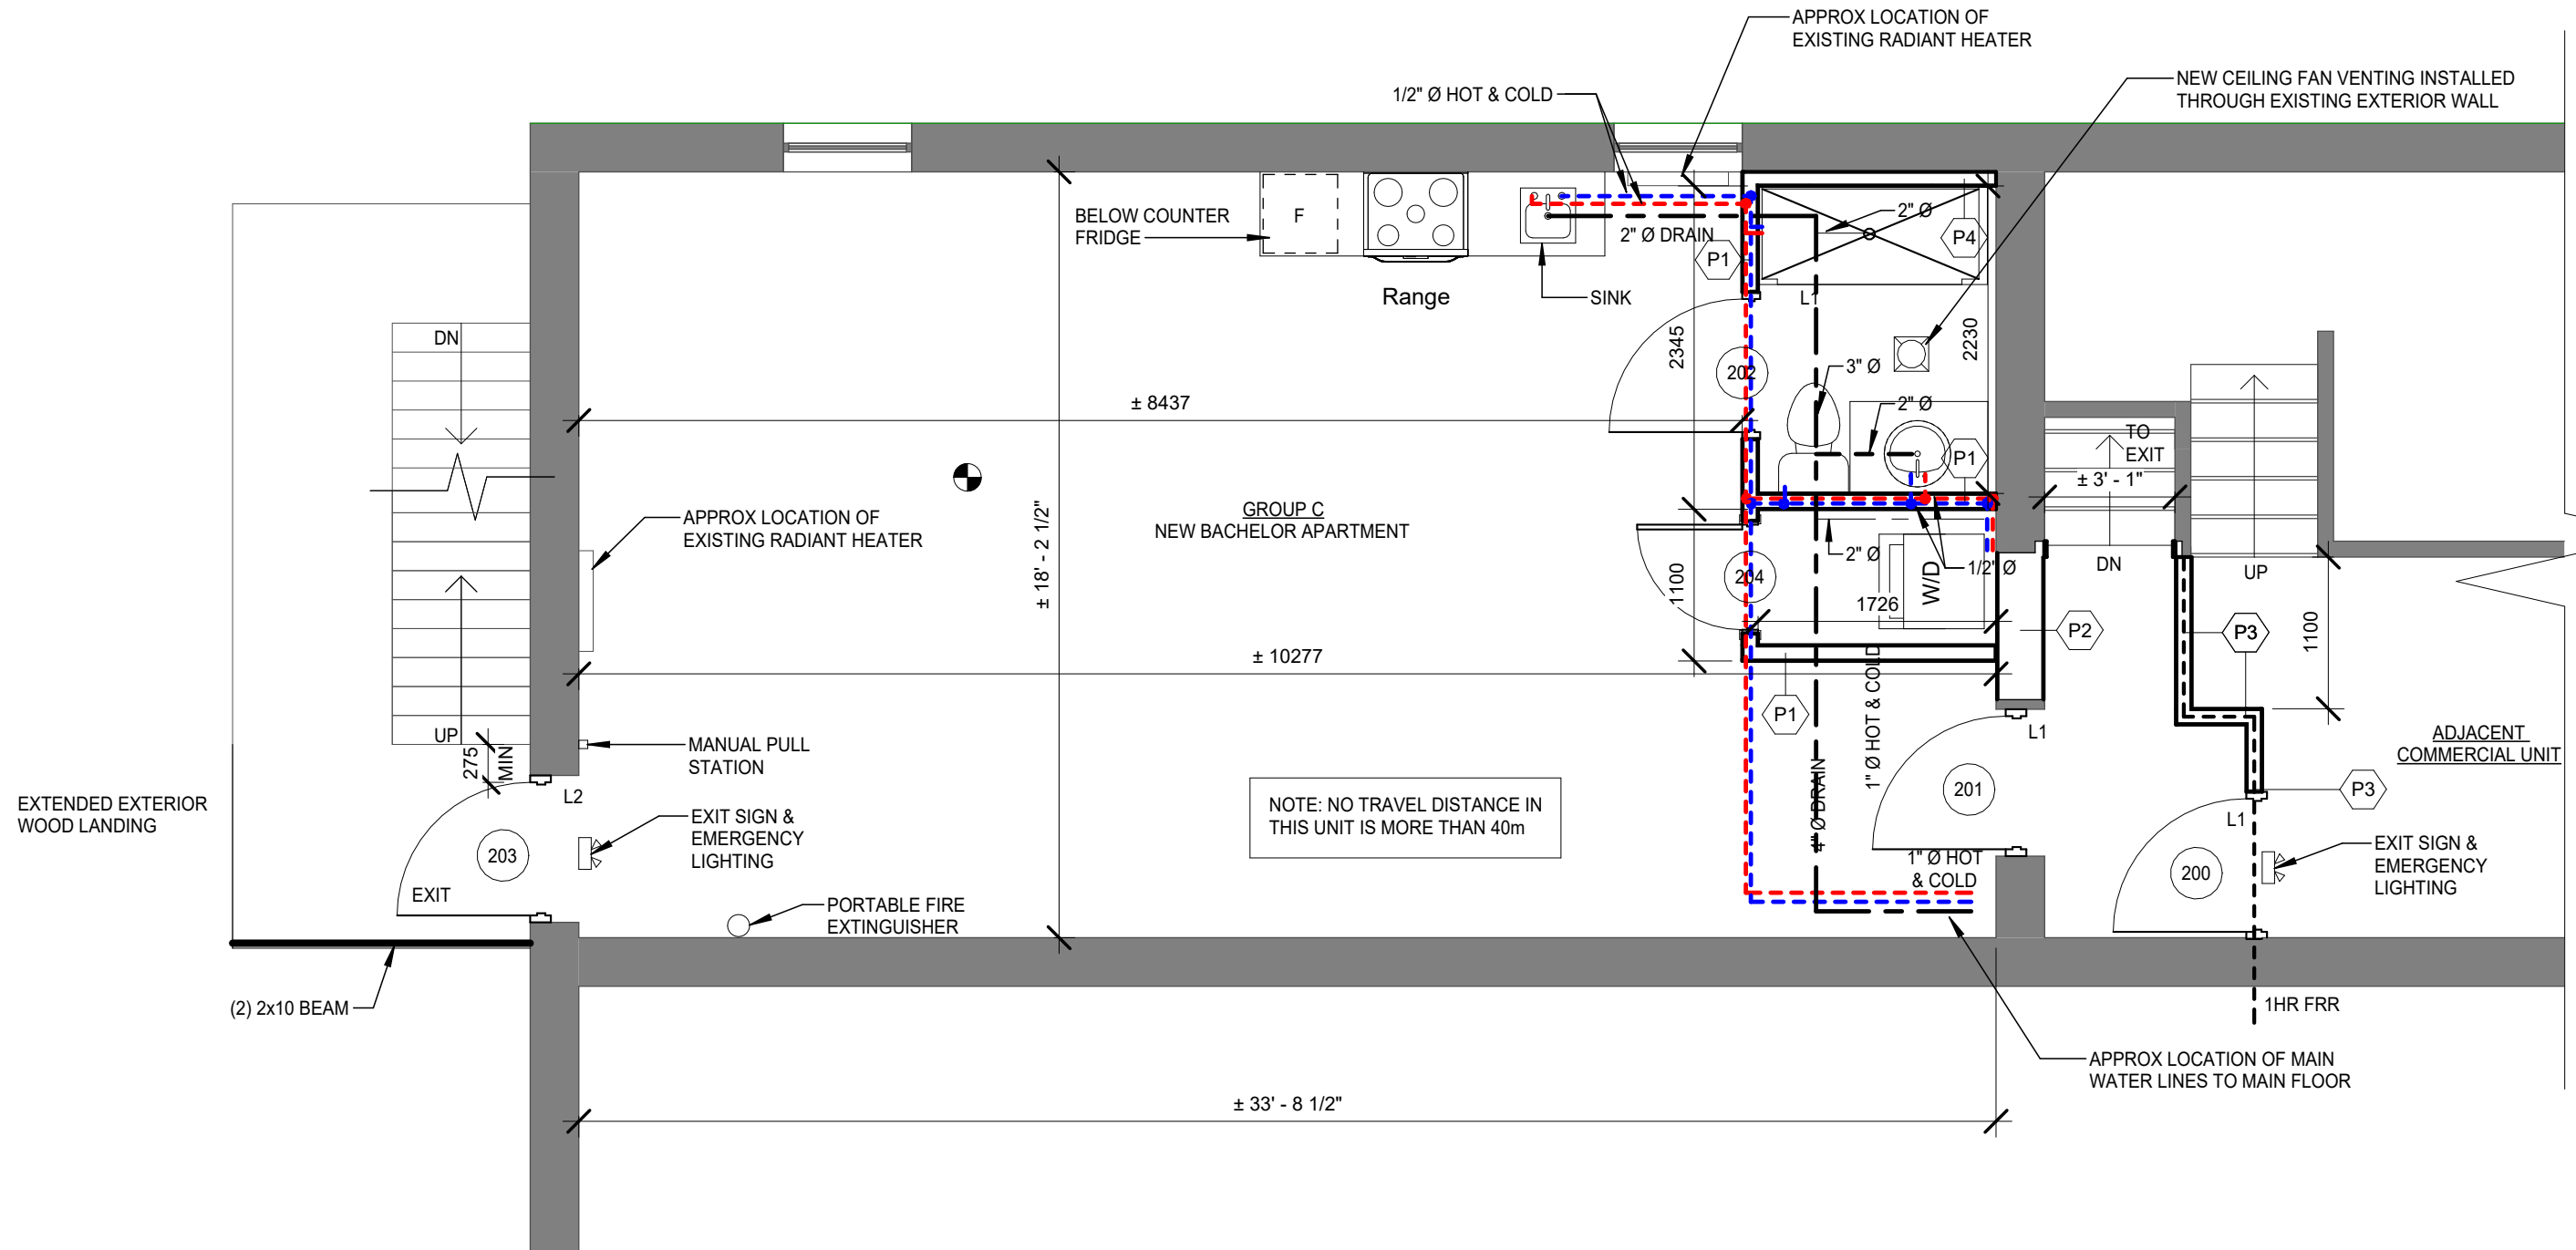 APPROX LOCATION OF
EXISTING RADIANT HEATER
1/2" Ø HOT & COLD
NEW CEILING FAN VENTING INSTALLED
THROUGH EXISTING EXTERIOR WALL
BELOW COUNTER
FRIDGE
F
2" Ø DRAIN
2" Ø
P4
P1
Range
SINK
L1
DN
2345
2230
202
3" Ø
± 8437
2" Ø
TO
EXIT
P1
± 3' - 1"
APPROX LOCATION OF
EXISTING RADIANT HEATER
GROUP C
NEW BACHELOR APARTMENT
± 18' - 2 1/2"
2" Ø
1/2" Ø
W/D
DN
UP
204
1100
1726
P2
P3
1100
± 10277
1" Ø HOT & COLD
P1
UP
275
MIN
MANUAL PULL
STATION
L1
ADJACENT
COMMERCIAL UNIT
EXTENDED EXTERIOR
WOOD LANDING
L2
EXIT SIGN &
EMERGENCY
LIGHTING
NOTE: NO TRAVEL DISTANCE IN
THIS UNIT IS MORE THAN 40m
4" Ø DRAIN
201
P3
L1
203
EXIT
1" Ø HOT
& COLD
200
EXIT SIGN &
EMERGENCY
LIGHTING
PORTABLE FIRE
EXTINGUISHER
(2) 2x10 BEAM
1HR FRR
APPROX LOCATION OF MAIN
WATER LINES TO MAIN FLOOR
± 33' - 8 1/2"